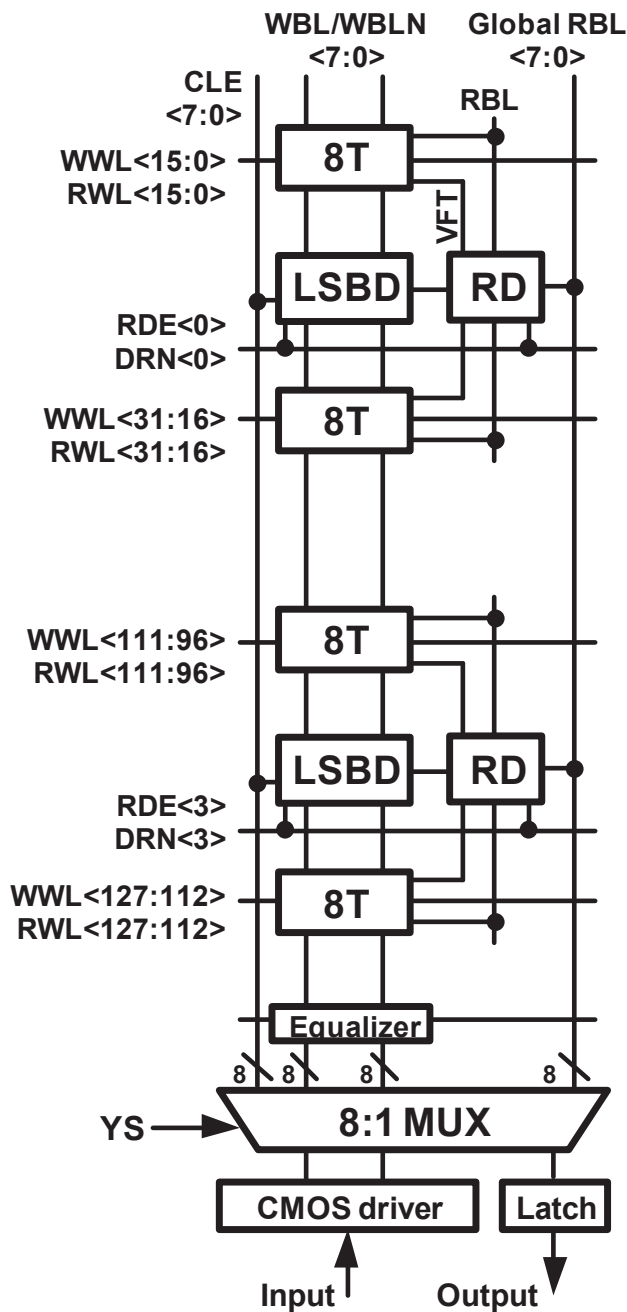 WBL/WBLN
<7:0>
Global RBL
<7:0>
CLE
<7:0>
RBL
WWL<15:0>
RWL<15:0>
8T
VFT
LSBD
RD
RDE<0>
DRN<0>
WWL<31:16>
RWL<31:16>
8T
WWL<111:96>
RWL<111:96>
8T
LSBD
RD
RDE<3>
DRN<3>
WWL<127:112>
RWL<127:112>
8T
Equalizer
8
8
8
8
YS
8:1 MUX
CMOS driver
Latch
Input
Output